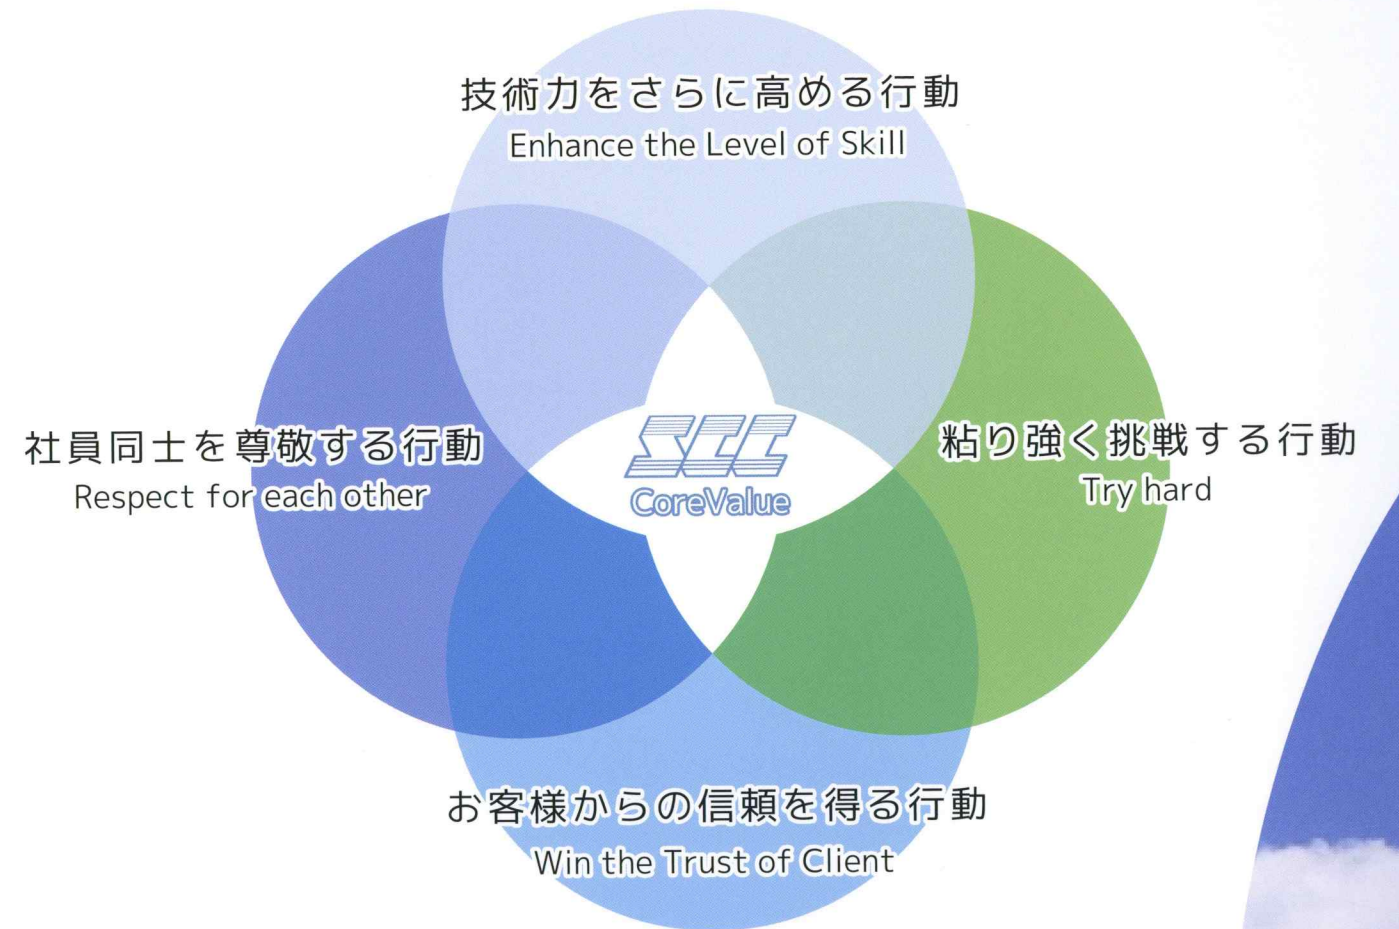 技術力をさらに高める行動
Enhance the Level of Skill
社員同士を尊敬する行動
Respect for each other
SCC
CoreValue
粘り強く挑戦する行動
Try hard
お客様からの信頼を得る行動
Win the Trust of Client